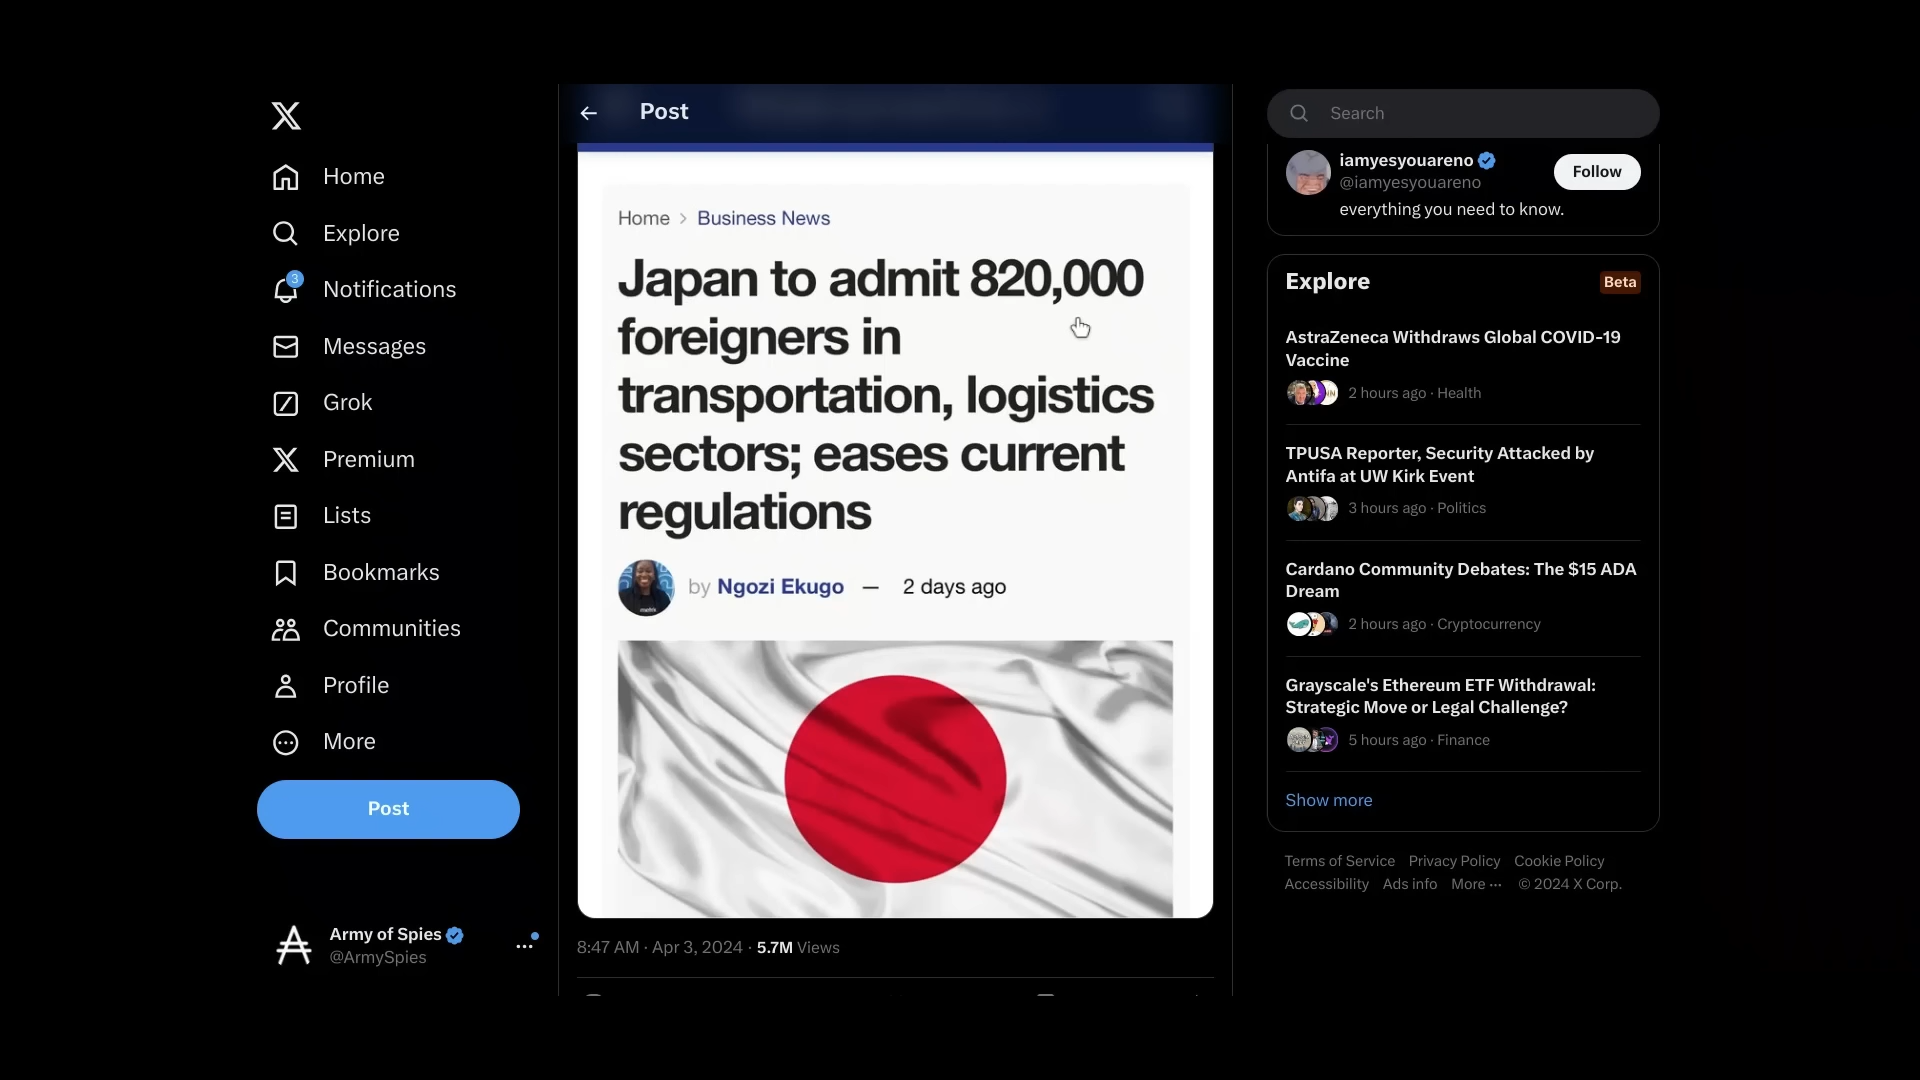 Home
Explore
3
Notifications
Messages
Grok
Premium
Lists
Bookmarks
Communities
Profile
More
Post
Army of Spies
@ArmySpies
Post
Home > Business News
Japan to admit 820,000
foreigners in
transportation, logistics
sectors; eases current
regulations
by Ngozi Ekugo — 2 days ago
8:47 AM · Apr 3, 2024 · 5.7M Views
Search
iamyesyouareno
@iamyesyouareno
Follow
everything you need to know.
Explore
Beta
AstraZeneca Withdraws Global COVID-19
Vaccine
2 hours ago · Health
TPUSA Reporter, Security Attacked by
Antifa at UW Kirk Event
3 hours ago · Politics
Cardano Community Debates: The $15 ADA
Dream
2 hours ago · Cryptocurrency
Grayscale's Ethereum ETF Withdrawal:
Strategic Move or Legal Challenge?
5 hours ago · Finance
Show more
Terms of Service Privacy Policy Cookie Policy
Accessibility Ads info More ··· © 2024 X Corp.